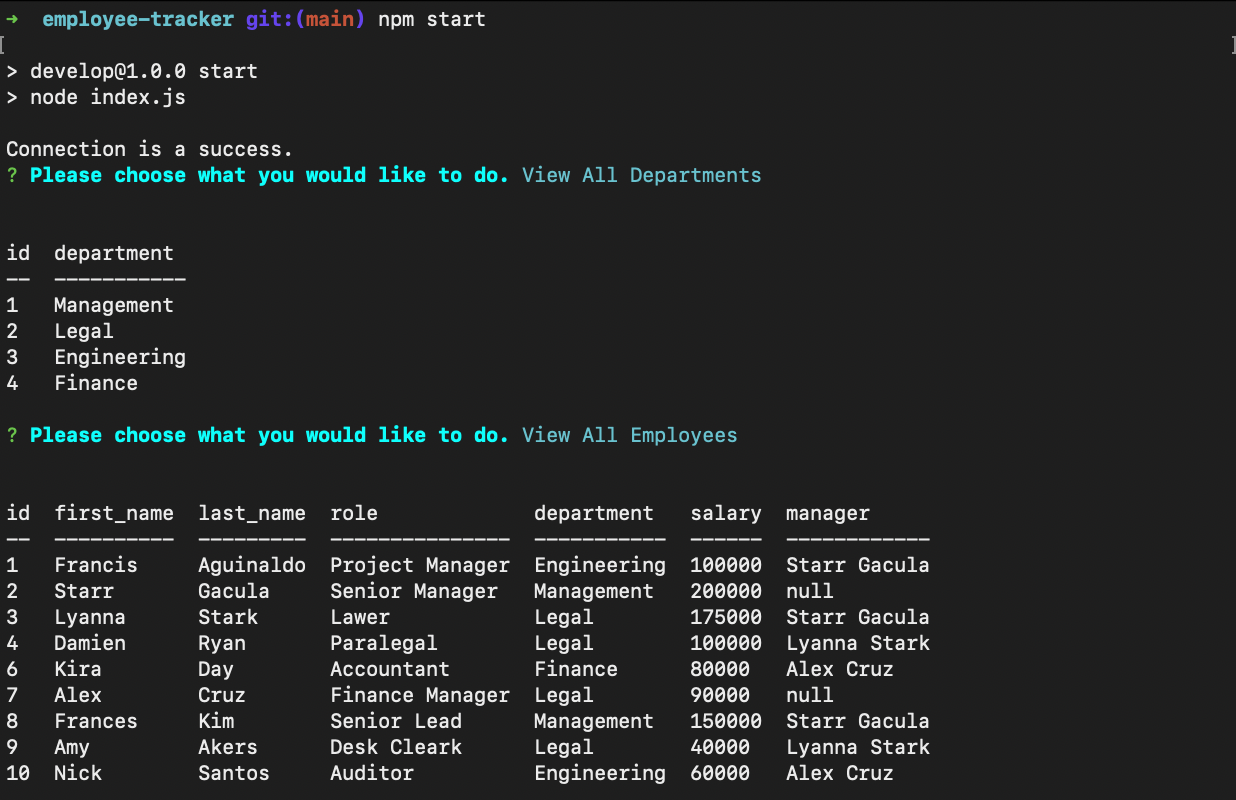 ➜  employee-tracker git:(main) npm start
[ ]
> develop@1.0.0 start
> node index.js
Connection is a success.
? Please choose what you would like to do. View All Departments
id  department
--  -----------
1   Management
2   Legal
3   Engineering
4   Finance
? Please choose what you would like to do. View All Employees
id  first_name  last_name  role             department   salary  manager
--  ----------  ---------  ---------------  -----------  ------  ------------
1   Francis     Aguinaldo  Project Manager  Engineering  100000  Starr Gacula
2   Starr       Gacula     Senior Manager   Management   200000  null
3   Lyanna      Stark      Lawer            Legal        175000  Starr Gacula
4   Damien      Ryan       Paralegal        Legal        100000  Lyanna Stark
6   Kira        Day        Accountant       Finance      80000   Alex Cruz
7   Alex        Cruz       Finance Manager  Legal        90000   null
8   Frances     Kim        Senior Lead      Management   150000  Starr Gacula
9   Amy         Akers      Desk Cleark      Legal        40000   Lyanna Stark
10  Nick        Santos     Auditor          Engineering  60000   Alex Cruz